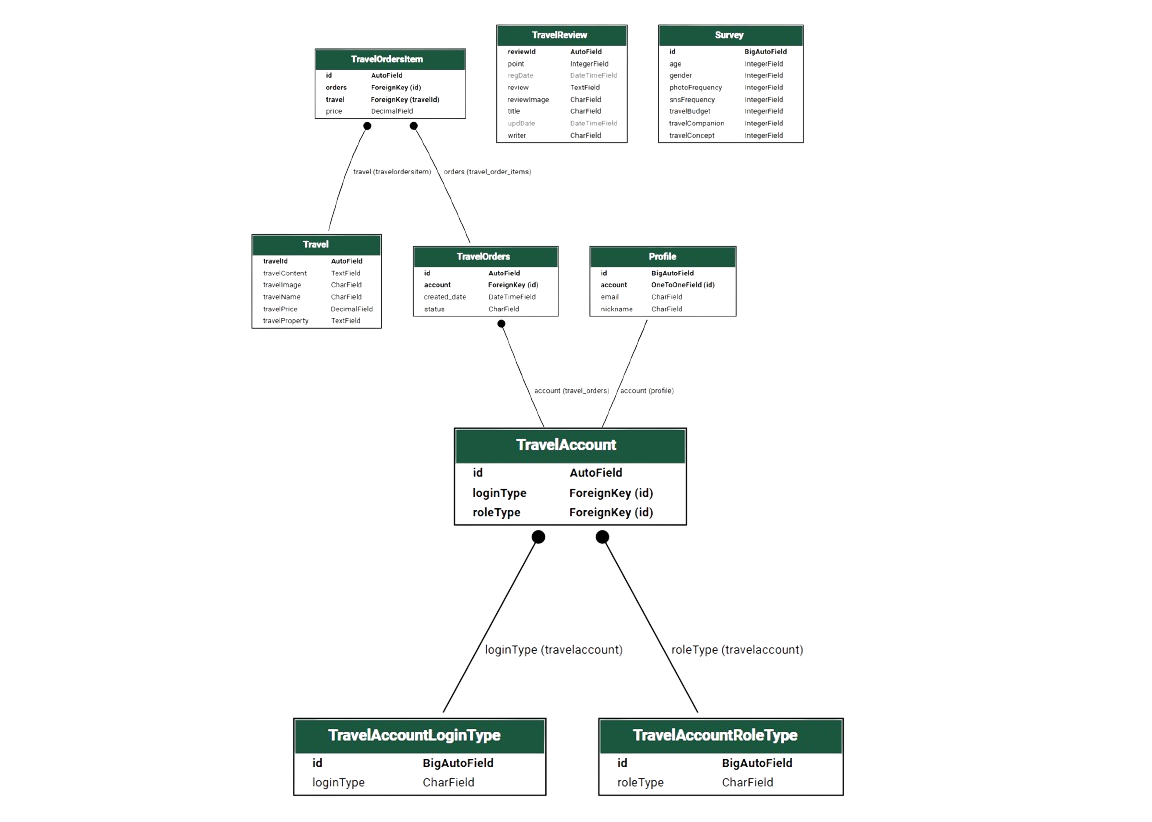 TravelOrdersItem
id AutoField
orders ForeignKey (id)
travel ForeignKey (travelId)
price DecimalField
TravelReview
reviewId AutoField
point IntegerField
regDate DateTimeField
review TextField
reviewImage CharField
title CharField
updDate DateTimeField
writer CharField
Survey
id BigAutoField
age IntegerField
gender IntegerField
photoFrequency IntegerField
snsFrequency IntegerField
travelBudget IntegerField
travelCompanion IntegerField
travelConcept IntegerField
travel (travelordersitem)
orders (travel_order_items)
Travel
travelId AutoField
travelContent TextField
travelImage CharField
travelName CharField
travelPrice DecimalField
travelProperty TextField
TravelOrders
id AutoField
account ForeignKey (id)
created_date DateTimeField
status CharField
Profile
id BigAutoField
account OneToOneField (id)
email CharField
nickname CharField
account (travel_orders)
account (profile)
TravelAccount
id AutoField
loginType ForeignKey (id)
roleType ForeignKey (id)
loginType (travelaccount)
roleType (travelaccount)
TravelAccountLoginType
id BigAutoField
loginType CharField
TravelAccountRoleType
id BigAutoField
roleType CharField